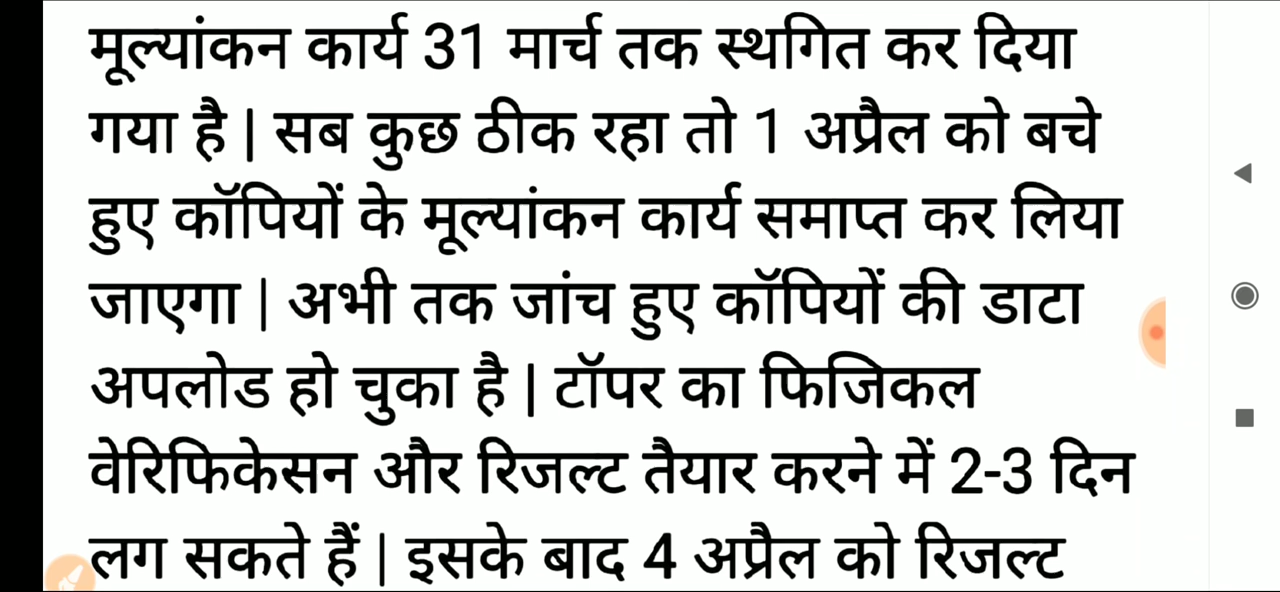 मूल्यांकन कार्य 31 मार्च तक स्थगित कर दिया
गया है | सब कुछ ठीक रहा तो 1 अप्रैल को बचे
हुए कॉपियों के मूल्यांकन कार्य समाप्त कर लिया
जाएगा | अभी तक जांच हुए कॉपियों की डाटा
अपलोड हो चुका है | टॉपर का फिजिकल
वेरिफिकेसन और रिजल्ट तैयार करने में 2-3 दिन
लग सकते हैं | इसके बाद 4 अप्रैल को रिजल्ट